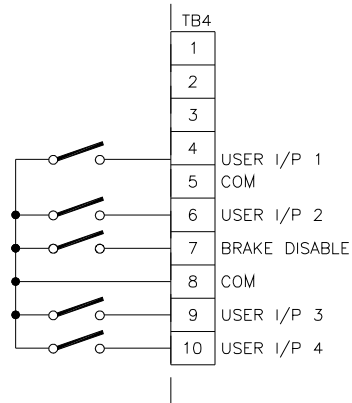 TB4
1
2
3
4 USER I/P 1
5 COM
6 USER I/P 2
7 BRAKE DISABLE
8 COM
9 USER I/P 3
10 USER I/P 4